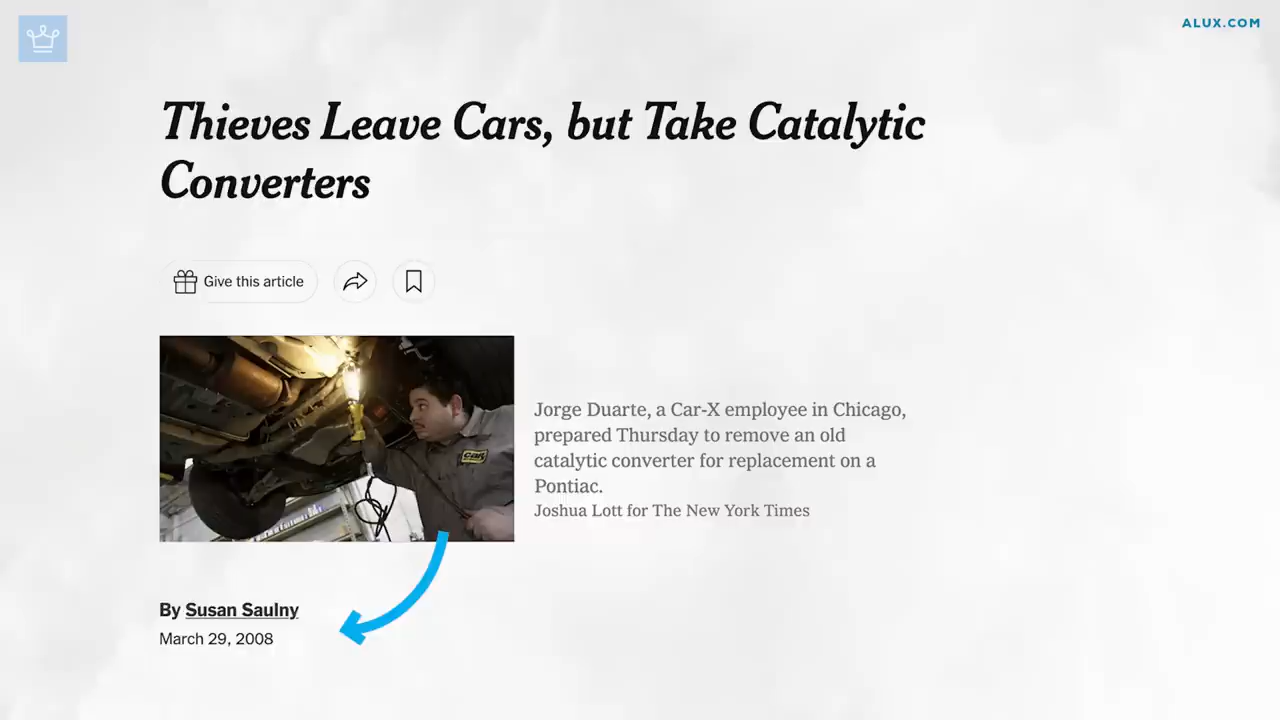 ALUX.COM
Thieves Leave Cars, but Take Catalytic
Converters
Give this article
Jorge Duarte, a Car-X employee in Chicago,
prepared Thursday to remove an old
catalytic converter for replacement on a
Pontiac.
Joshua Lott for The New York Times
By Susan Saulny
March 29, 2008